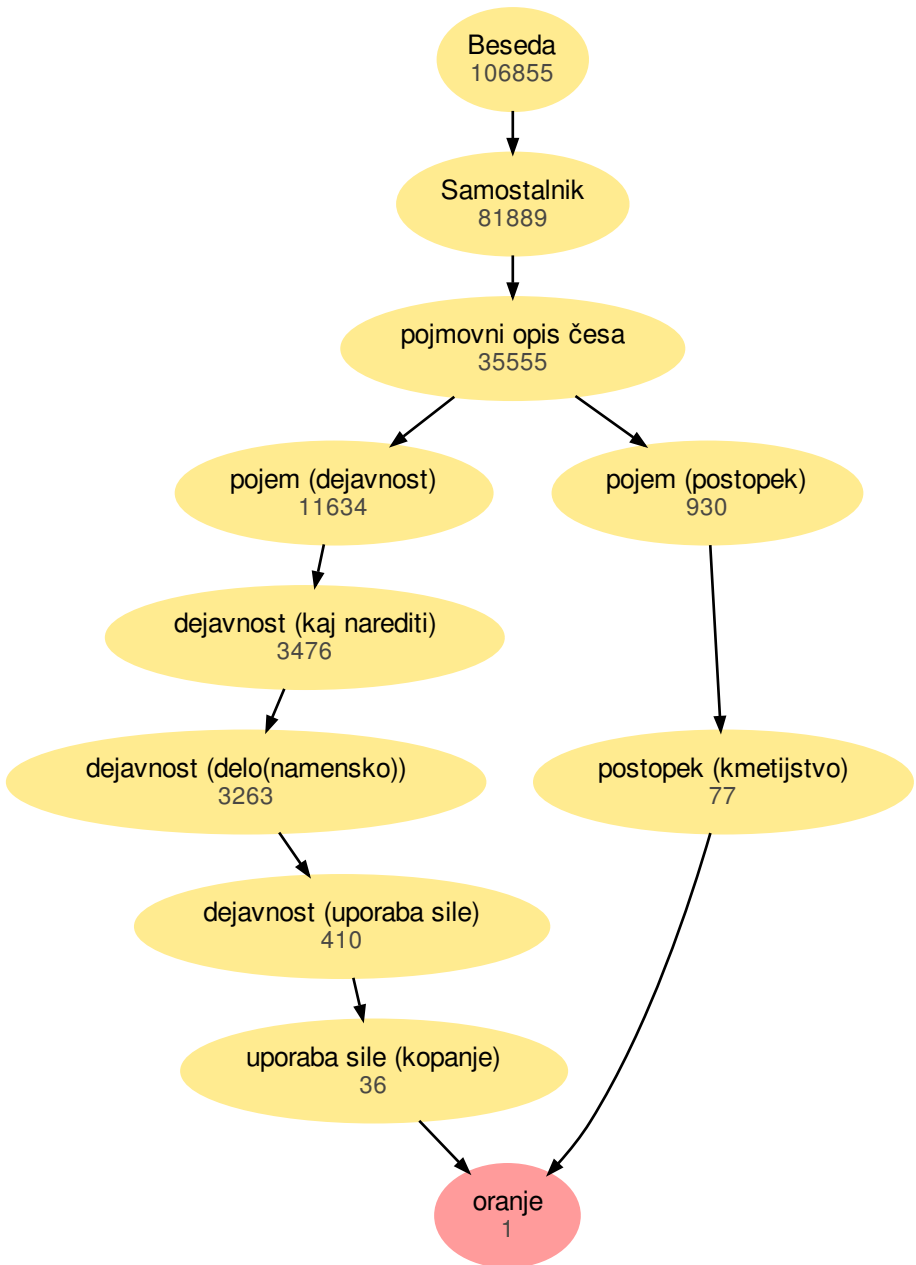 Beseda
106855
Samostalnik
81889
pojmovni opis česa
35555
pojem (dejavnost)
11634
pojem (postopek)
930
dejavnost (kaj narediti)
3476
dejavnost (delo(namensko))
3263
postopek (kmetijstvo)
77
dejavnost (uporaba sile)
410
uporaba sile (kopanje)
36
oranje
1